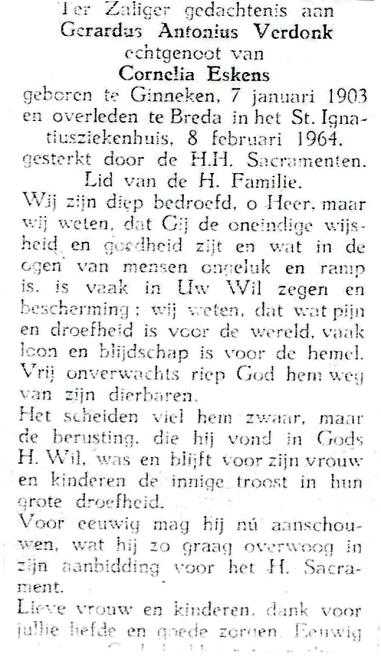 Ter Zaliger gedachtenis aan
Gerardus Antonius Verdonk
echtgenoot van
Cornelia Eskens
geboren te Ginneken, 7 januari 1903
en overleden te Breda in het St. Igna-
tiusziekenhuis, 8 februari 1964.
gesterkt door de H.H. Sacramenten.
Lid van de H. Familie.
Wij zijn diep bedroefd, o Heer, maar
wij weten, dat Gij de oneindige wijs-
heid en goedheid zijt en wat in de
ogen van mensen ongeluk en ramp
is, is vaak in Uw Wil zegen en
bescherming; wij weten, dat wat pijn
en droefheid is voor de wereld, vaak
loon en blijdschap is voor de hemel.
Vrij onverwachts riep God hem weg
van zijn dierbaren.
Het scheiden viel hem zwaar, maar
de berusting, die hij vond in Gods
H. Wil, was en blijft voor zijn vrouw
en kinderen de innige troost in hun
grote droefheid.
Voor eeuwig mag hij nú aanschou-
wen, wat hij zo graag overwoog in
zijn aanbidding voor het H. Sacra-
ment.
Lieve vrouw en kinderen, dank voor
jullie liefde en goede zorgen. Eeuwig